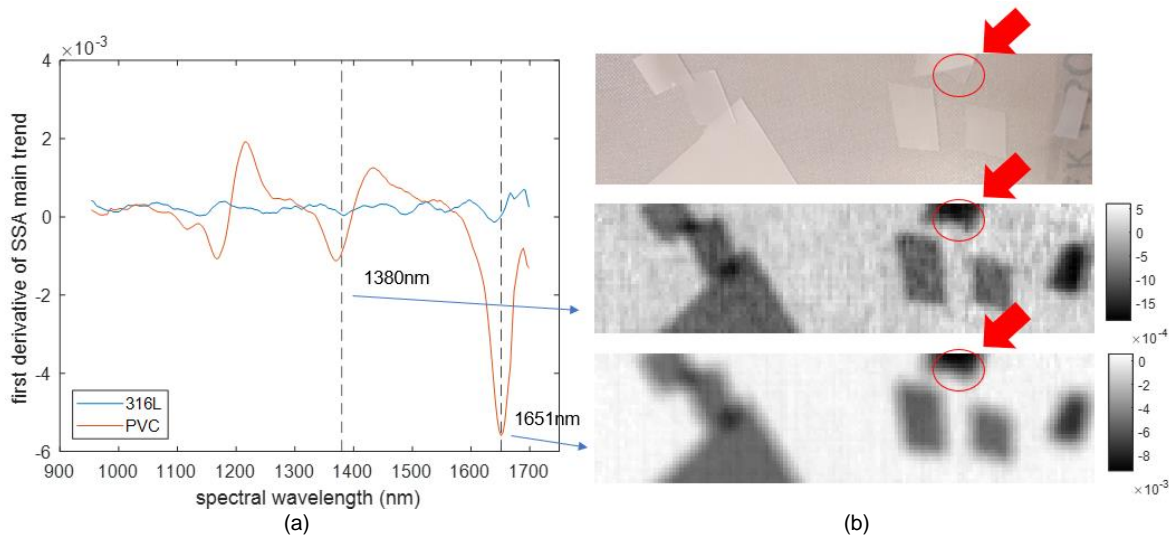 ×10⁻³
4
2
0
-2
-4
-6
first derivative of SSA main trend
1380nm
1651nm
316L
PVC
900 1000 1100 1200 1300 1400 1500 1600 1700
spectral wavelength (nm)
(a)
5
0
-5
-10
-15
×10⁻⁴
0
-2
-4
-6
-8
×10⁻³
(b)